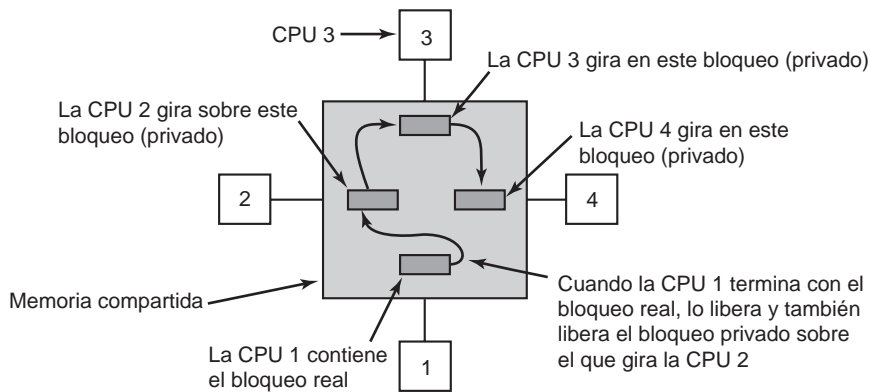 CPU 3
3
La CPU 3 gira en este bloqueo (privado)
La CPU 2 gira sobre este
bloqueo (privado)
La CPU 4 gira en este
bloqueo (privado)
2
4
Memoria compartida
Cuando la CPU 1 termina con el
bloqueo real, lo libera y también
libera el bloqueo privado sobre
el que gira la CPU 2
La CPU 1 contiene
el bloqueo real
1